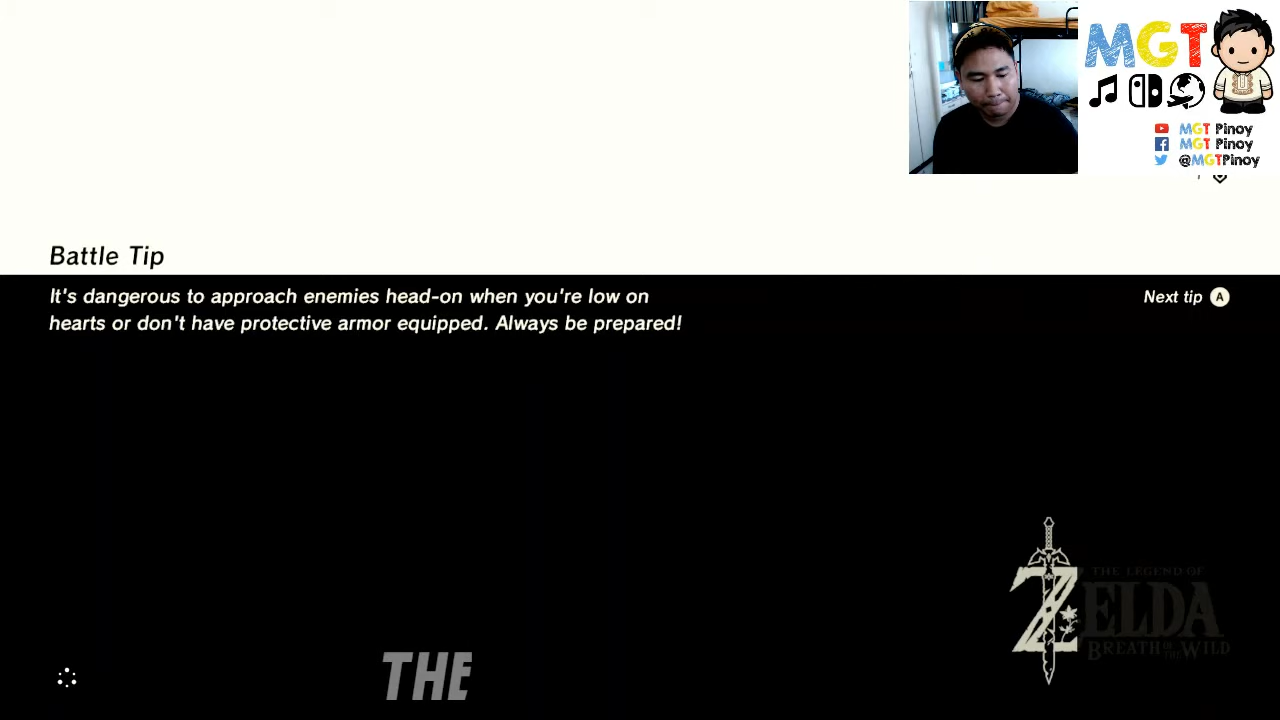 MGT
MGT Pinoy
MGT Pinoy
@MGTPinoy
Battle Tip
It's dangerous to approach enemies head-on when you're low on
hearts or don't have protective armor equipped. Always be prepared!
Next tip A
THE LEGEND OF
ZELDA
BREATH OF THE WILD
THE